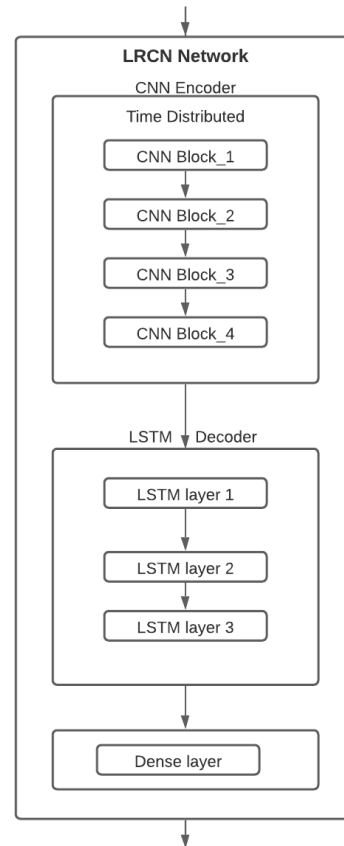 LRCN Network
CNN Encoder
Time Distributed
CNN Block_1
CNN Block_2
CNN Block_3
CNN Block_4
LSTM Decoder
LSTM layer 1
LSTM layer 2
LSTM layer 3
Dense layer